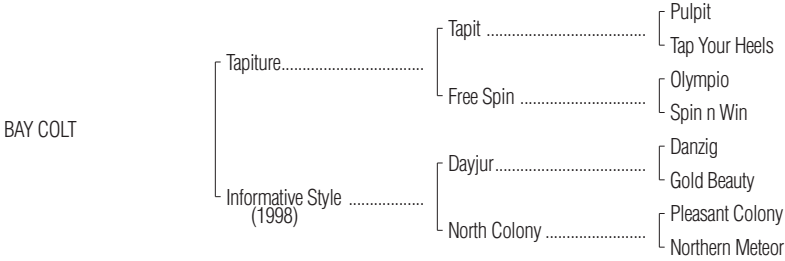 Pulpit
Tapit ....................................
Tap Your Heels
Tapiture................................
Olympio
Free Spin ............................
Spin n Win
BAY COLT
Danzig
Dayjur..................................
Gold Beauty
Informative Style .................
(1998)
Pleasant Colony
North Colony .......................
Northern Meteor